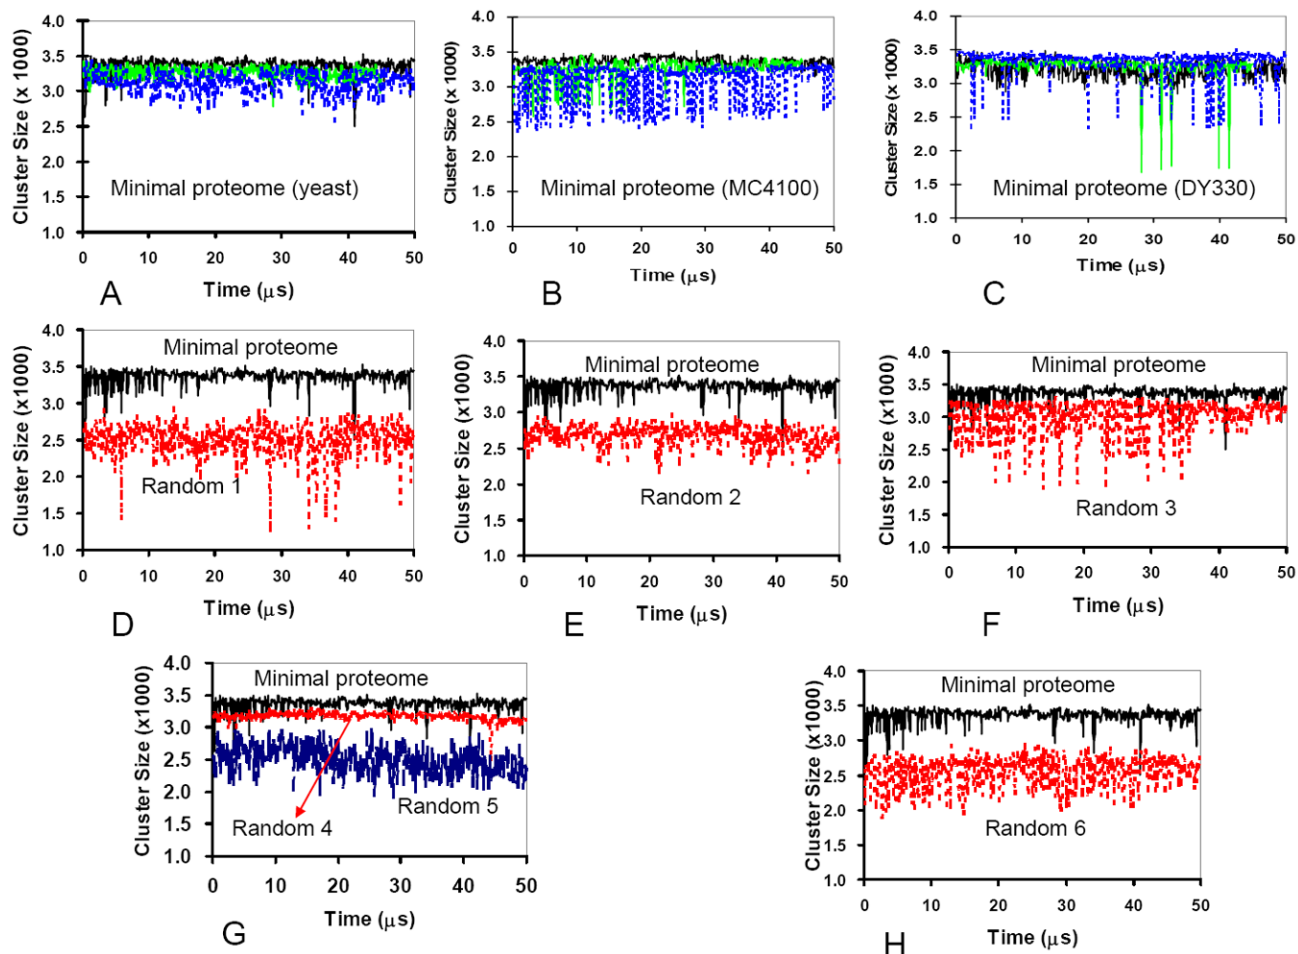 Cluster Size (x 1000)
4.0
3.5
3.0
2.5
2.0
1.5
1.0
Minimal proteome (yeast)
0 10 20 30 40 50
Time (μs)
A
Cluster Size (x 1000)
4.0
3.5
3.0
2.5
2.0
1.5
1.0
Minimal proteome (MC4100)
0 10 20 30 40 50
Time (μs)
B
Cluster Size (x 1000)
4.0
3.5
3.0
2.5
2.0
1.5
1.0
Minimal proteome (DY330)
0 10 20 30 40 50
Time (μs)
C
Cluster Size (x1000)
4.0
3.5
3.0
2.5
2.0
1.5
1.0
Minimal proteome
Random 1
0 10 20 30 40 50
Time (μs)
D
Cluster Size (x1000)
4.0
3.5
3.0
2.5
2.0
1.5
1.0
Minimal proteome
Random 2
0 10 20 30 40 50
Time (μs)
E
Cluster Size (x1000)
4.0
3.5
3.0
2.5
2.0
1.5
1.0
Minimal proteome
Random 3
0 10 20 30 40 50
Time (μs)
F
Cluster Size (x1000)
4.0
3.5
3.0
2.5
2.0
1.5
1.0
Minimal proteome
Random 5
Random 4
0 10 20 30 40 50
Time (μs)
G
Cluster Size (x1000)
4.0
3.5
3.0
2.5
2.0
1.5
1.0
Minimal proteome
Random 6
0 10 20 30 40 50
Time (μs)
H